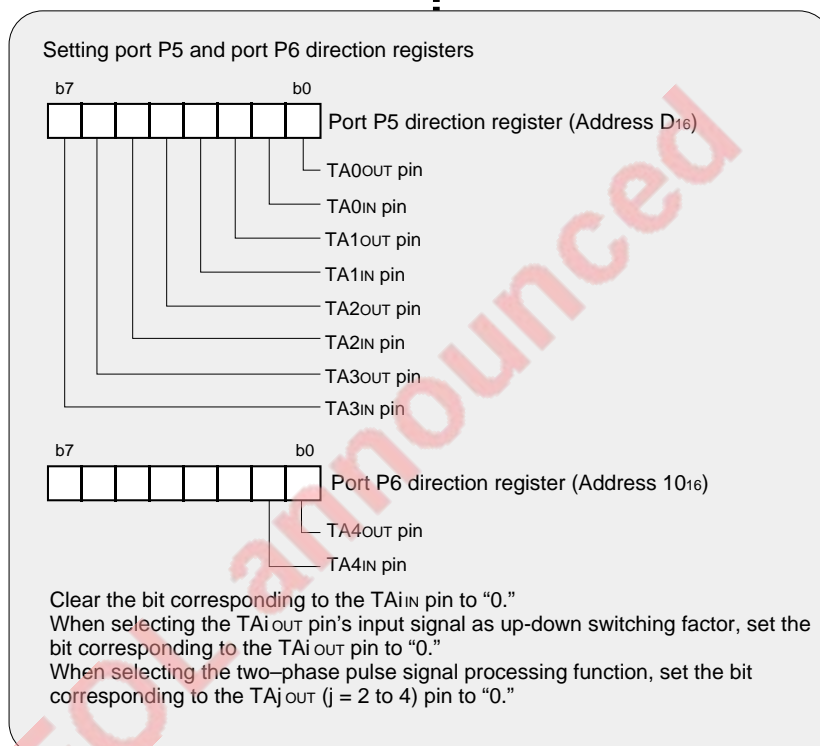 Setting port P5 and port P6 direction registers
b7 b0
Port P5 direction register (Address D16)
TA0OUT pin
TA0IN pin
TA1OUT pin
TA1IN pin
TA2OUT pin
TA2IN pin
TA3OUT pin
TA3IN pin
b7 b0
Port P6 direction register (Address 1016)
TA4OUT pin
TA4IN pin
Clear the bit corresponding to the TAiIN pin to “0.”
When selecting the TAiOUT pin’s input signal as up-down switching factor, set the
bit corresponding to the TAiOUT pin to “0.”
When selecting the two–phase pulse signal processing function, set the bit
corresponding to the TAjOUT (j = 2 to 4) pin to “0.”
EOL announced